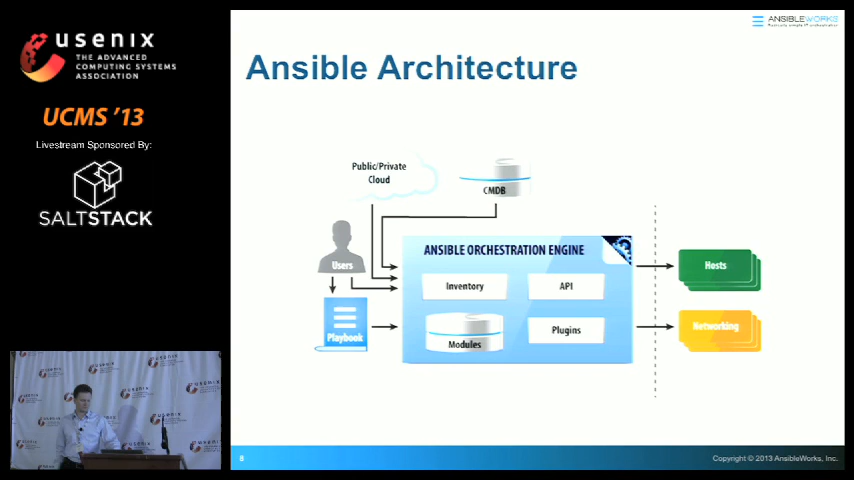 usenix
THE ADVANCED
COMPUTING SYSTEMS
ASSOCIATION
UCMS '13
Livestream Sponsored By:
SALTSTACK
ANSIBLEWORKS
Ansible Architecture
Public/Private
Cloud
CMDB
Users
Playbook
ANSIBLE ORCHESTRATION ENGINE
Inventory
API
Modules
Plugins
Hosts
Networking
8
Copyright © 2013 AnsibleWorks, Inc.